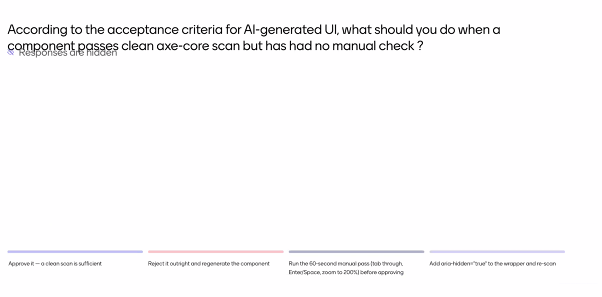 According to the acceptance criteria for AI-generated UI, what should you do when a
component passes clean axe-core scan but has had no manual check ?
Responses are hidden
Approve it — a clean scan is sufficient
Reject it outright and regenerate the component
Run the 60-second manual pass (tab through,
Enter/Space, zoom to 200%) before approving
Add aria-hidden="true" to the wrapper and re-scan